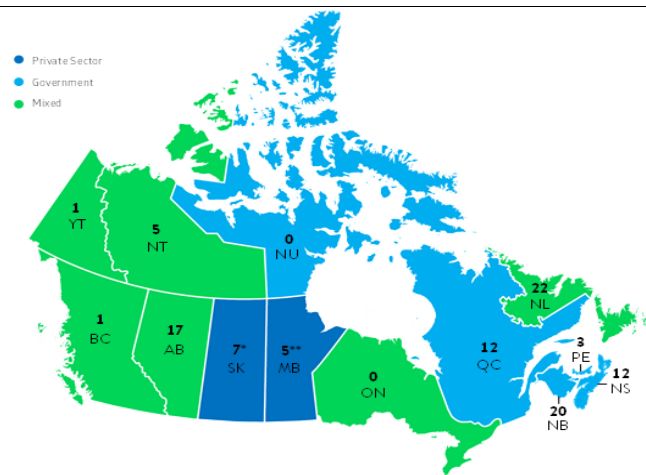 Private Sector
Government
Mixed
1
YT
5
NT
0
NU
22
NL
1
BC
17
AB
7*
SK
5**
MB
0
ON
12
QC
3
PE
12
NS
20
NB